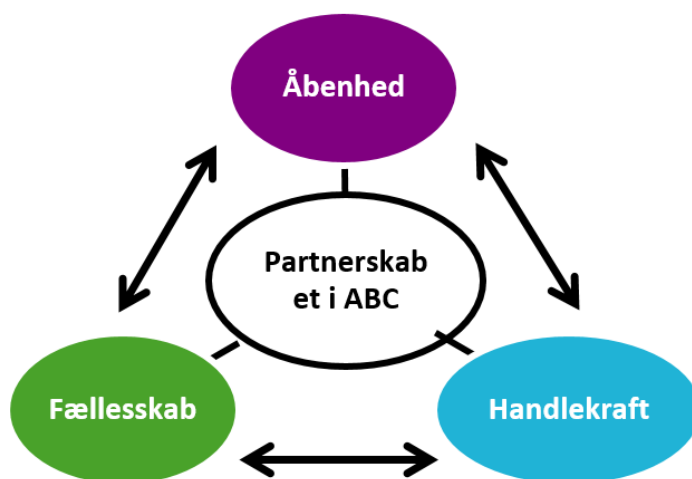 Åbenhed
Partnerskab
et i ABC
Fællesskab
Handlekraft